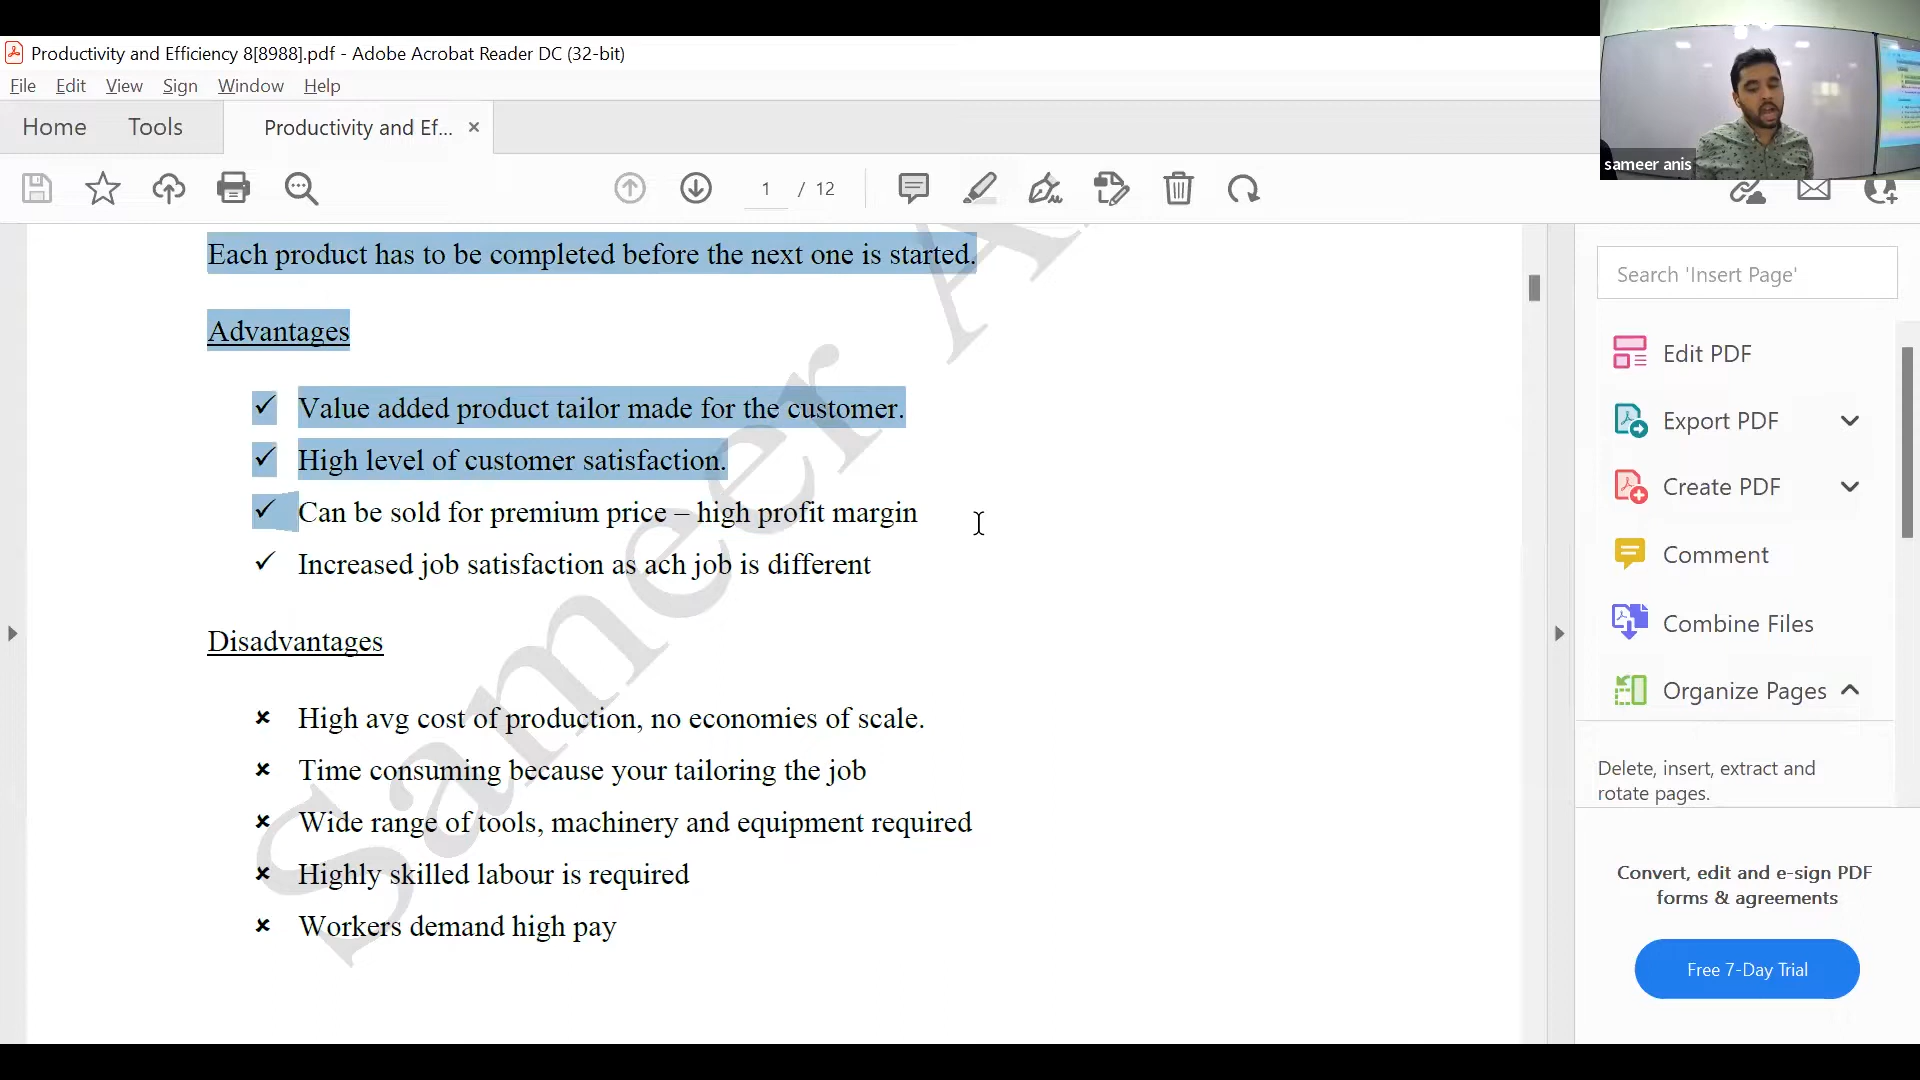 Productivity and Efficiency 8[8988].pdf - Adobe Acrobat Reader DC (32-bit)
File Edit View Sign Window Help
Home Tools Productivity and Ef... ×
1 / 12
sameer anis
Each product has to be completed before the next one is started.
Advantages
✓ Value added product tailor made for the customer.
✓ High level of customer satisfaction.
✓ Can be sold for premium price – high profit margin
✓ Increased job satisfaction as ach job is different
Disadvantages
× High avg cost of production, no economies of scale.
× Time consuming because your tailoring the job
× Wide range of tools, machinery and equipment required
× Highly skilled labour is required
× Workers demand high pay
Sameer A
Search 'Insert Page'
Edit PDF
Export PDF
Create PDF
Comment
Combine Files
Organize Pages
Delete, insert, extract and
rotate pages.
Convert, edit and e-sign PDF
forms & agreements
Free 7-Day Trial